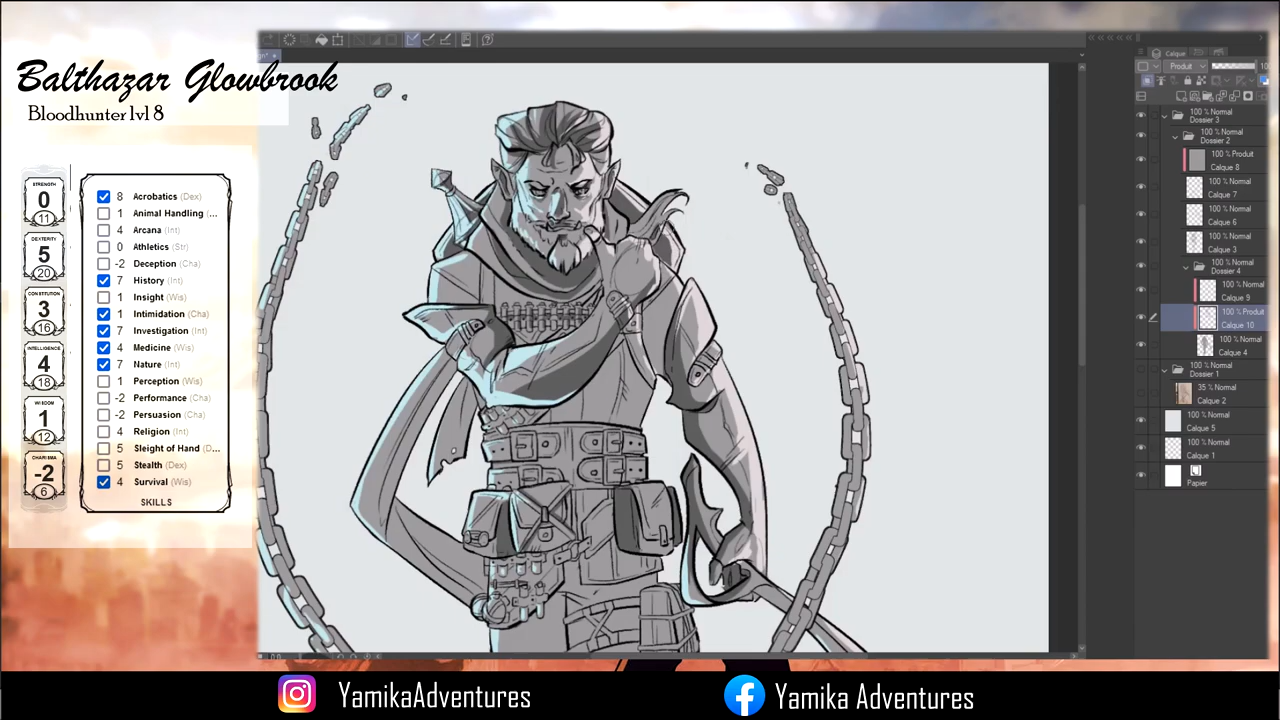 Balthazar Glowbrook
Bloodhunter lvl 8
STRENGTH
0
11
DEXTERITY
5
20
CONSTITUTION
3
16
INTELLIGENCE
4
18
WISDOM
1
12
CHARISMA
-2
6
8 Acrobatics (Dex)
1 Animal Handling (...
4 Arcana (Int)
0 Athletics (Str)
-2 Deception (Cha)
7 History (Int)
1 Insight (Wis)
1 Intimidation (Cha)
7 Investigation (Int)
4 Medicine (Wis)
7 Nature (Int)
1 Perception (Wis)
-2 Performance (Cha)
-2 Persuasion (Cha)
4 Religion (Int)
5 Sleight of Hand (D...
5 Stealth (Dex)
4 Survival (Wis)
SKILLS
Calque
Produit
100 % Normal
Dossier 3
100 % Normal
Dossier 2
100 % Produit
Calque 8
100 % Normal
Calque 7
100 % Normal
Calque 6
100 % Normal
Calque 3
100 % Normal
Dossier 4
100 % Normal
Calque 9
100 % Produit
Calque 10
100 % Normal
Calque 4
100 % Normal
Dossier 1
35 % Normal
Calque 2
100 % Normal
Calque 5
100 % Normal
Calque 1
Papier
YamikaAdventures
Yamika Adventures